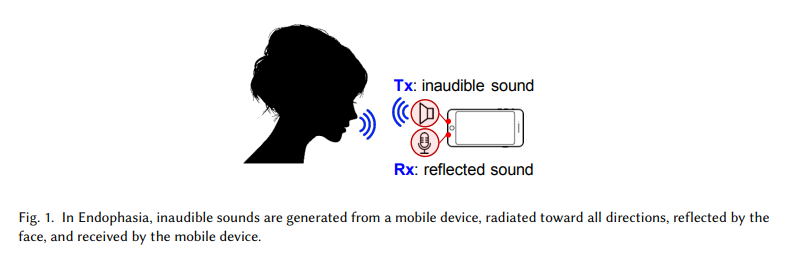 Tx: inaudible sound
Rx: reflected sound
Fig. 1. In Endophasia, inaudible sounds are generated from a mobile device, radiated toward all directions, reflected by the
face, and received by the mobile device.